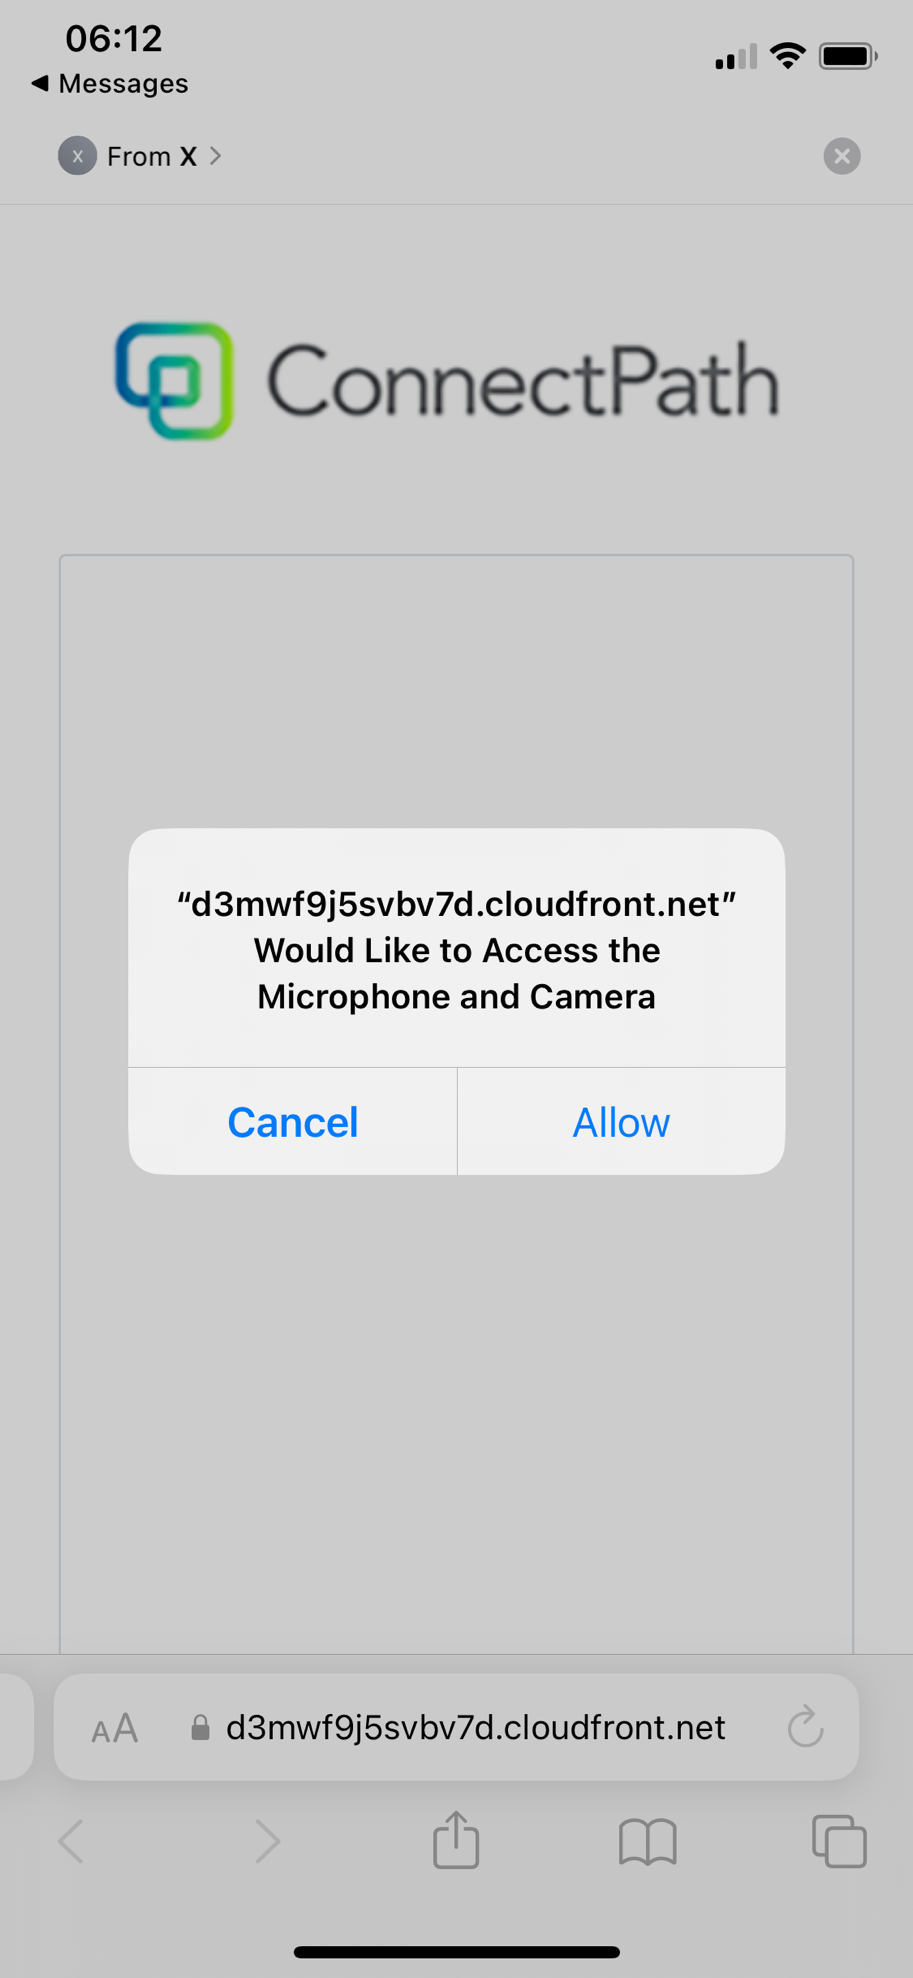 06:12
Messages
X From X
ConnectPath
“d3mwf9j5svbv7d.cloudfront.net”
Would Like to Access the
Microphone and Camera
Cancel Allow
AA d3mwf9j5svbv7d.cloudfront.net